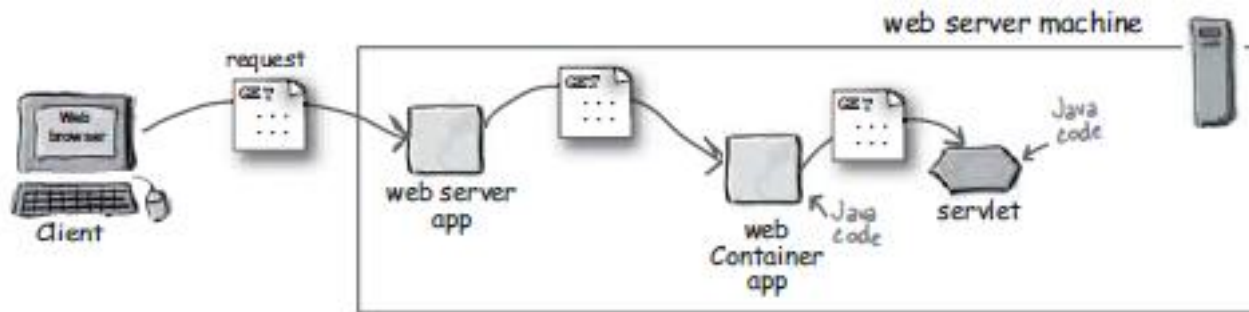 web server machine
request
GET
GET
GET
Web
browser
Java
code
web server
app
servlet
Java
code
Client
web
Container
app